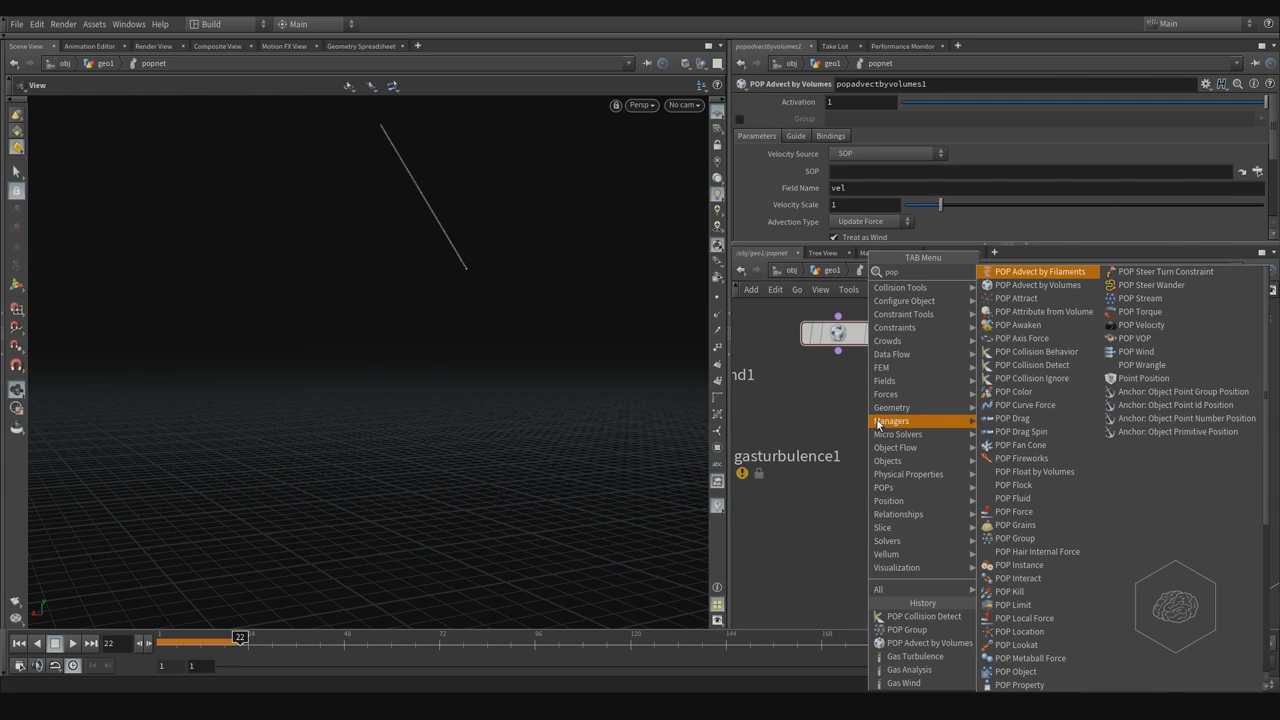 File Edit Render Assets Windows Help Build Main Main
Scene View Animation Editor Render View Composite View Motion FX View Geometry Spreadsheet
obj geo1 popnet
View
Persp No cam
popadvectbyvolumes1 Take List Performance Monitor
obj geo1 popnet
POP Advect by Volumes popadvectbyvolumes1
Activation 1
Group
Parameters Guide Bindings
Velocity Source SOP
SOP
Field Name vel
Velocity Scale 1
Advection Type Update Force
Treat as Wind
/obj/geo1/popnet Tree View
obj geo1
Add Edit Go View Tools
nd1
gasturbulence1
TAB Menu
pop
Collision Tools
Configure Object
Constraint Tools
Constraints
Crowds
Data Flow
FEM
Fields
Forces
Geometry
Managers
Micro Solvers
Object Flow
Objects
Physical Properties
POPs
Position
Relationships
Slice
Solvers
Vellum
Visualization
All
History
POP Collision Detect
POP Group
POP Advect by Volumes
Gas Turbulence
Gas Analysis
Gas Wind
POP Advect by Filaments
POP Advect by Volumes
POP Attract
POP Attribute from Volume
POP Awaken
POP Axis Force
POP Collision Behavior
POP Collision Detect
POP Collision Ignore
POP Color
POP Curve Force
POP Drag
POP Drag Spin
POP Fan Cone
POP Fireworks
POP Float by Volumes
POP Flock
POP Fluid
POP Force
POP Grains
POP Group
POP Hair Internal Force
POP Instance
POP Interact
POP Kill
POP Limit
POP Local Force
POP Location
POP Lookat
POP Metaball Force
POP Object
POP Property
POP Steer Turn Constraint
POP Steer Wander
POP Stream
POP Torque
POP Velocity
POP VOP
POP Wind
POP Wrangle
Point Position
Anchor: Object Point Group Position
Anchor: Object Point Id Position
Anchor: Object Point Number Position
Anchor: Object Primitive Position
22 1 22 24 48 72 96 120 144 168
1 1